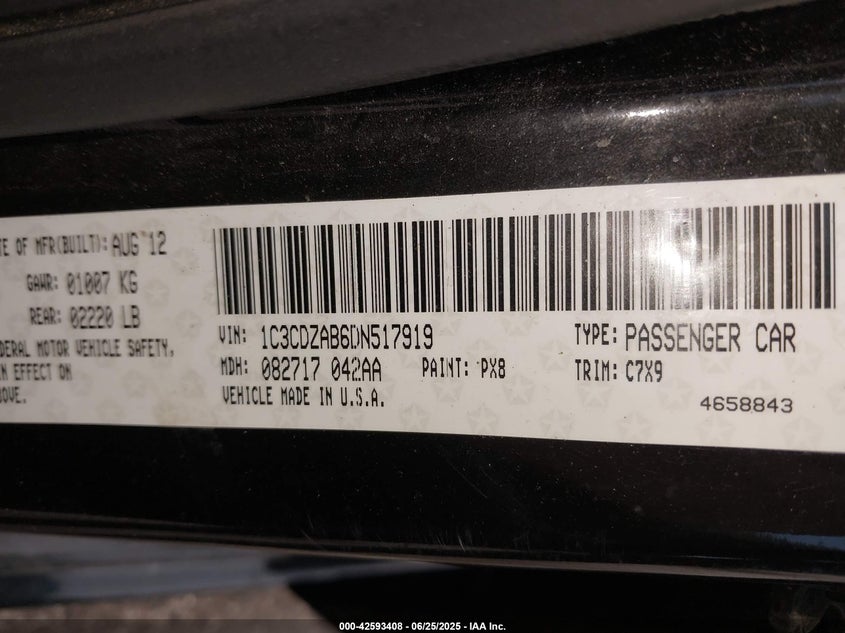 TE OF MFR(BUILT): AUG 12
GAWR: 01007 KG
REAR: 02220 LB
DERAL MOTOR VEHICLE SAFETY,
N EFFECT ON
OVE.
VIN: 1C3CDZAB6DN517919
TYPE: PASSENGER CAR
MDH: 082717 042AA
PAINT: PX8
TRIM: C7X9
VEHICLE MADE IN U.S.A.
4658843
000-42593408 - 06/25/2025 - IAA Inc.